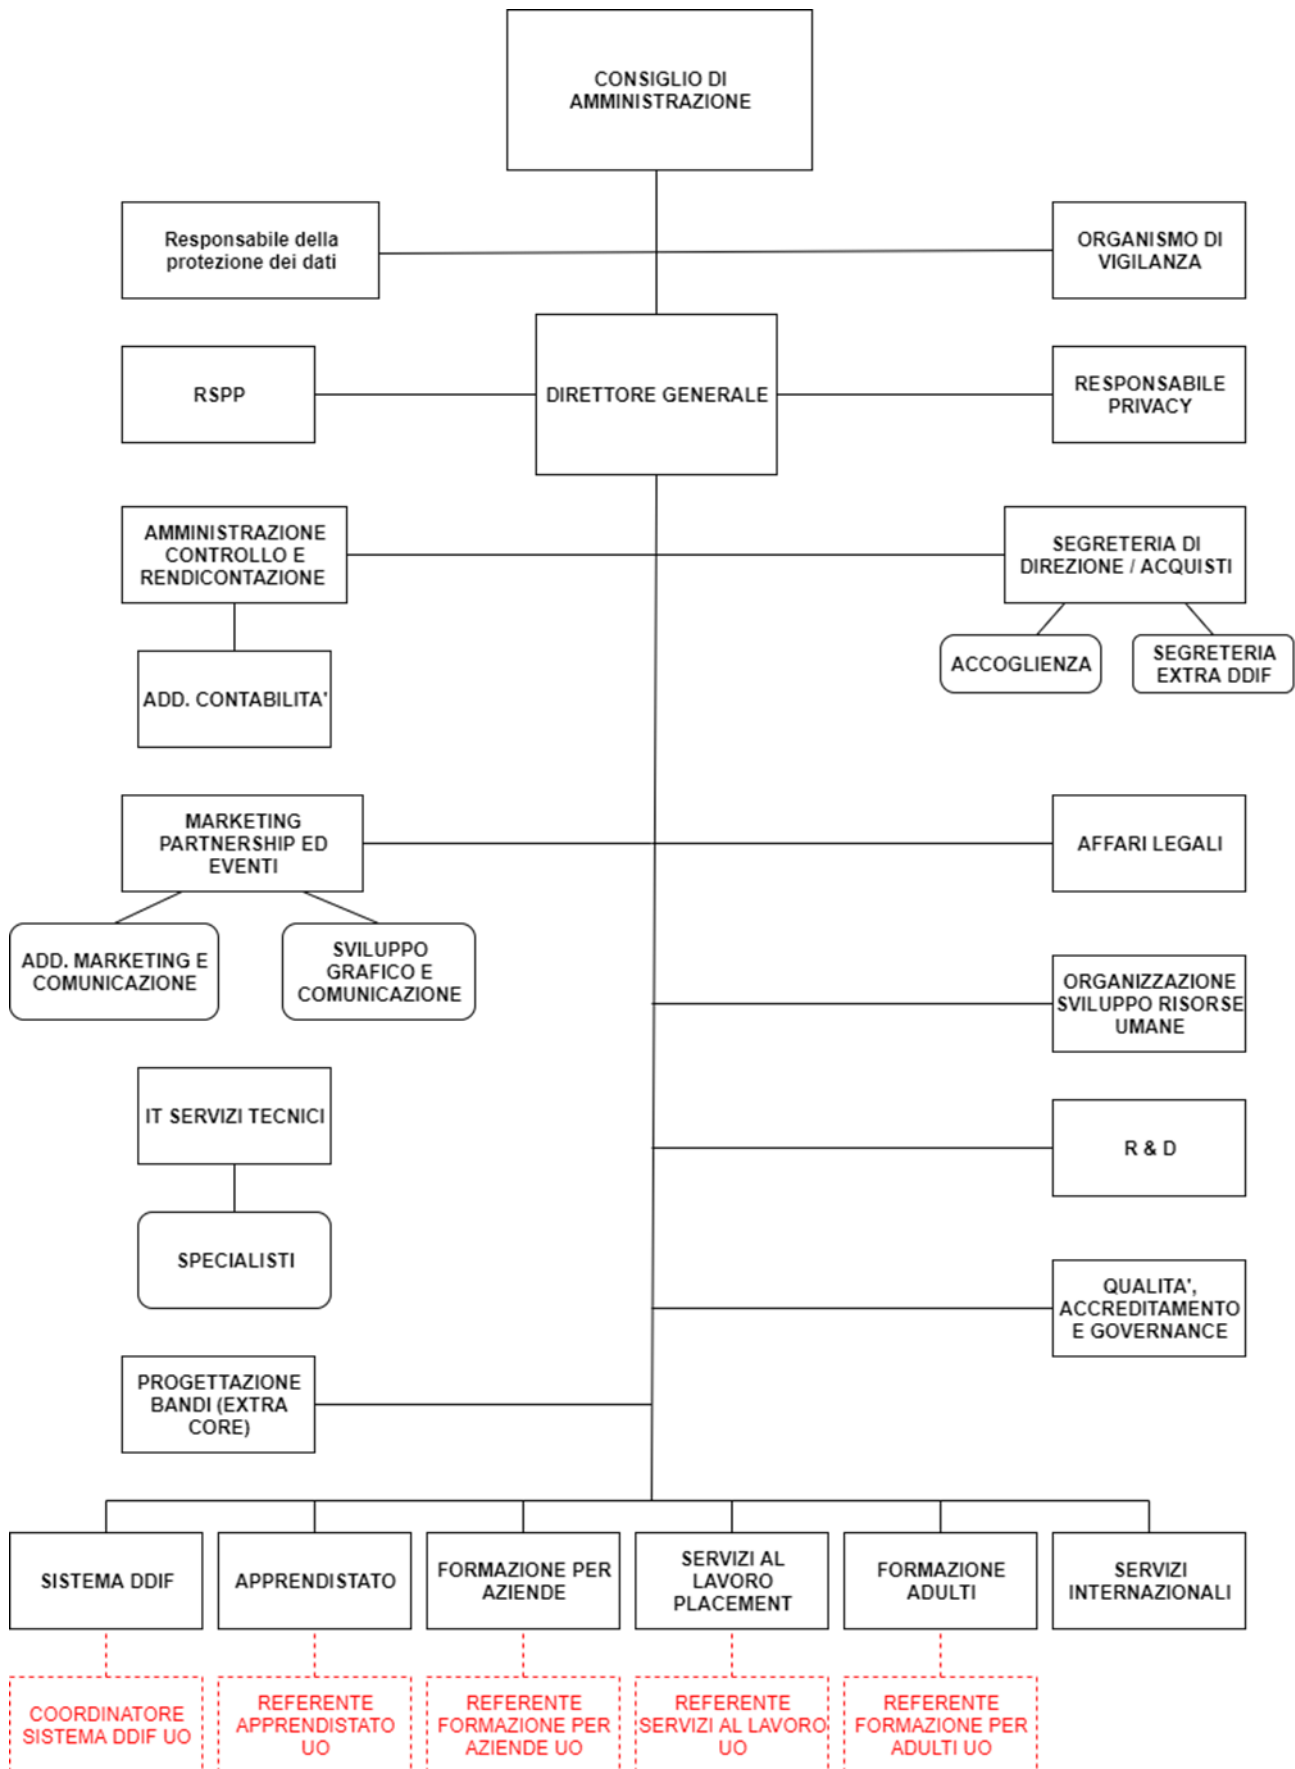 CONSIGLIO DI
AMMINISTRAZIONE
Responsabile della
protezione dei dati
ORGANISMO DI
VIGILANZA
RSPP
DIRETTORE GENERALE
RESPONSABILE
PRIVACY
AMMINISTRAZIONE
CONTROLLO E
RENDICONTAZIONE
SEGRETERIA DI
DIREZIONE / ACQUISTI
ACCOGLIENZA
SEGRETERIA
EXTRA DDIF
ADD. CONTABILITA'
MARKETING
PARTNERSHIP ED
EVENTI
AFFARI LEGALI
ADD. MARKETING E
COMUNICAZIONE
SVILUPPO
GRAFICO E
COMUNICAZIONE
ORGANIZZAZIONE
SVILUPPO RISORSE
UMANE
IT SERVIZI TECNICI
R & D
SPECIALISTI
QUALITA',
ACCREDITAMENTO
E GOVERNANCE
PROGETTAZIONE
BANDI (EXTRA
CORE)
SISTEMA DDIF
APPRENDISTATO
FORMAZIONE PER
AZIENDE
SERVIZI AL
LAVORO
PLACEMENT
FORMAZIONE
ADULTI
SERVIZI
INTERNAZIONALI
COORDINATORE
SISTEMA DDIF UO
REFERENTE
APPRENDISTATO
UO
REFERENTE
FORMAZIONE PER
AZIENDE UO
REFERENTE
SERVIZI AL LAVORO
UO
REFERENTE
FORMAZIONE PER
ADULTI UO